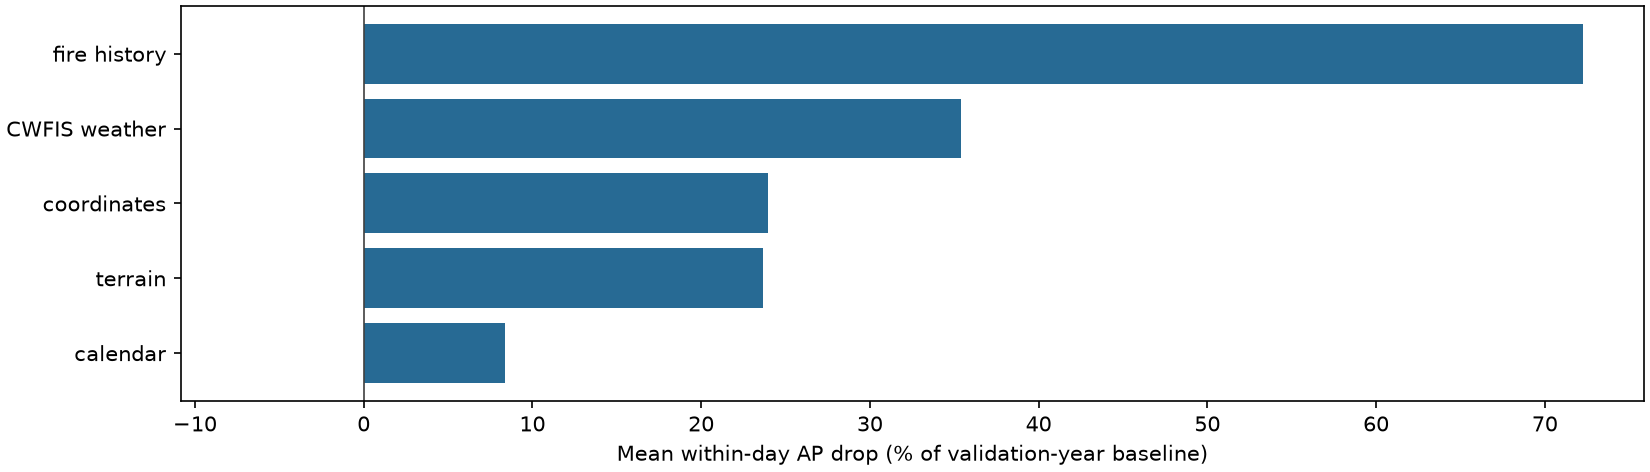 fire history
CWFIS weather
coordinates
terrain
calendar
−10 0 10 20 30 40 50 60 70
Mean within-day AP drop (% of validation-year baseline)